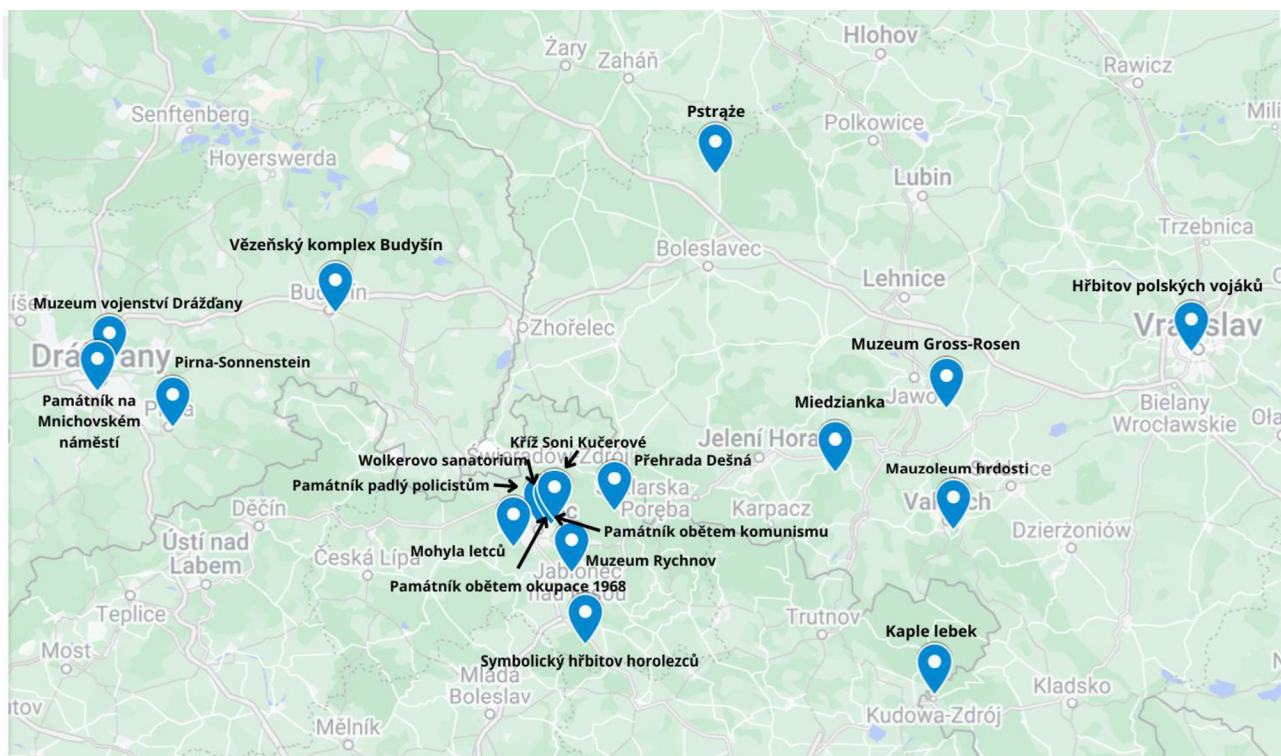 Hlohov
Żary
Zaháň
Rawicz
Senftenberg
Pstrąże
Polkowice
Hoyerswerda
Lubin
Trzebnica
Vězeňský komplex Budyšín
Boleslavec
Lehnice
Hřbitov polských vojáků
Muzeum vojenství Drážďany
Zhořelec
Muzeum Gross-Rosen
Pirna-Sonnenstein
Památník na
Mnichovském
náměstí
Miedzianka
Bielany
Wrocławskie
Kříž Soni Kučerové
Jelení Hora
Wolkerovo sanatorium
Přehrada Dešná
Mauzoleum hrdosti
Památník padlý policistům
Poręba
Karpacz
Děčín
Památník obětem komunismu
Dzierżoniów
Ústí nad
Labem
Česká Lípa
Mohyla letců
Muzeum Rychnov
Památník obětem okupace 1968
Teplice
Trutnov
Kaple lebek
Most
Symbolický hřbitov horolezců
Mladá
Boleslav
Kladsko
Kudowa-Zdrój
Mělník